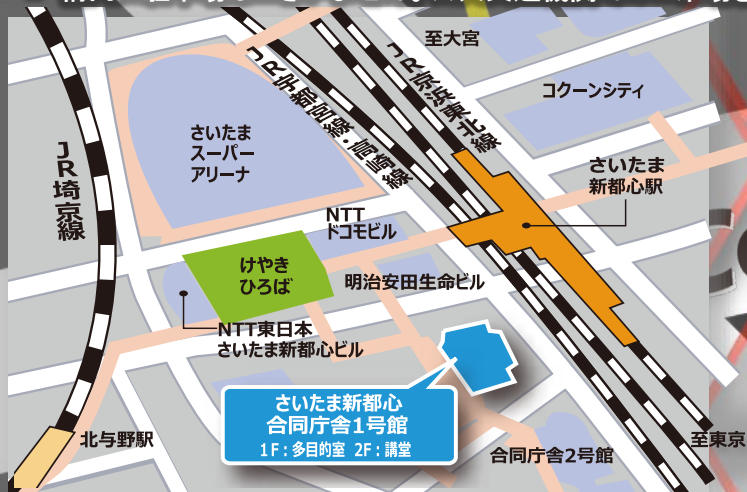 至大宮
JR京浜東北線
JR宇都宮線・高崎線
コクーンシティ
さいたま
スーパー
アリーナ
さいたま
新都心駅
JR埼京線
NTT
ドコモビル
けやき
ひろば
明治安田生命ビル
NTT東日本
さいたま新都心ビル
さいたま新都心
合同庁舎1号館
1F：多目的室 2F：講堂
北与野駅
合同庁舎2号館
至東京